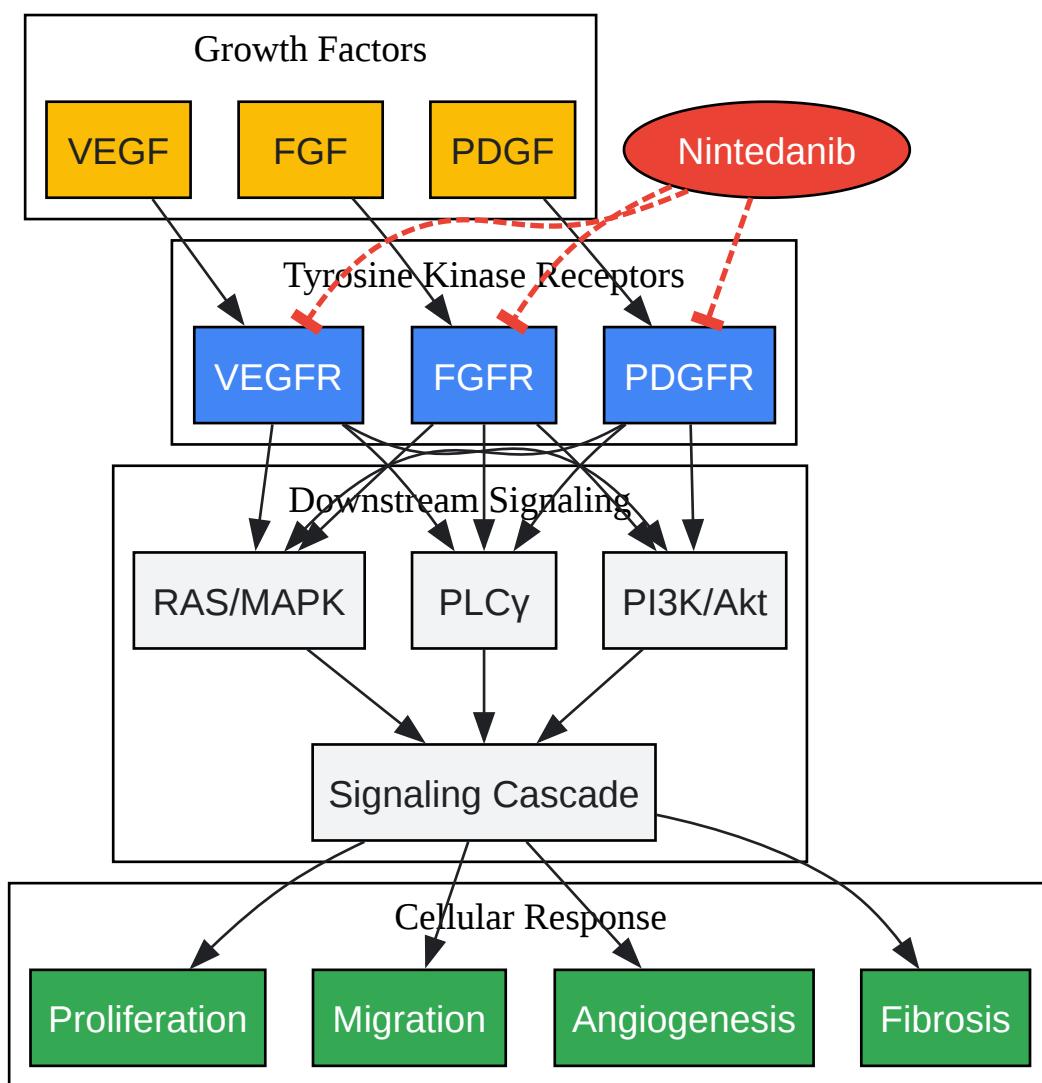 Growth Factors
VEGF
FGF
PDGF
Nintedanib
Tyrosine Kinase Receptors
VEGFR
FGFR
PDGFR
Downstream Signaling
RAS/MAPK
PLCγ
PI3K/Akt
Signaling Cascade
Cellular Response
Proliferation
Migration
Angiogenesis
Fibrosis